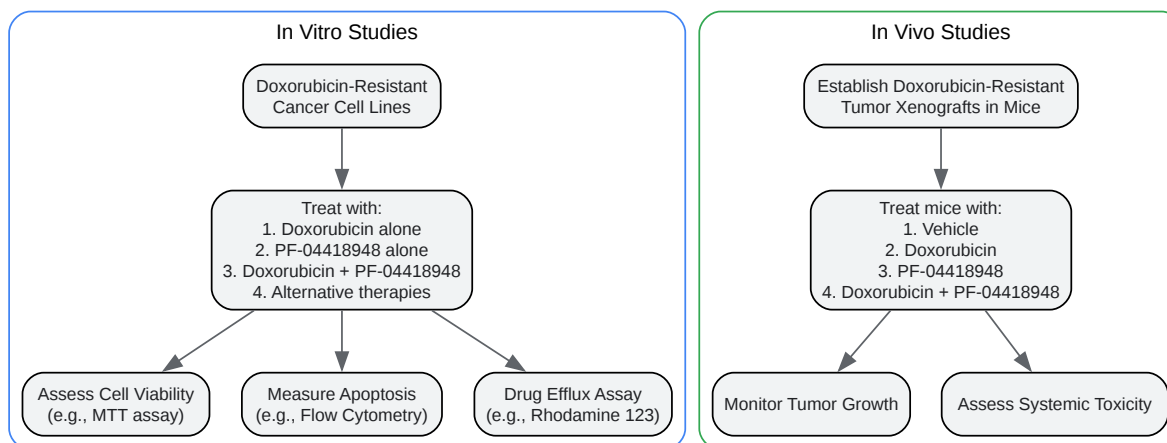 In Vitro Studies
Doxorubicin-Resistant
Cancer Cell Lines
Treat with:
1. Doxorubicin alone
2. PF-04418948 alone
3. Doxorubicin + PF-04418948
4. Alternative therapies
Assess Cell Viability
(e.g., MTT assay)
Measure Apoptosis
(e.g., Flow Cytometry)
Drug Efflux Assay
(e.g., Rhodamine 123)
In Vivo Studies
Establish Doxorubicin-Resistant
Tumor Xenografts in Mice
Treat mice with:
1. Vehicle
2. Doxorubicin
3. PF-04418948
4. Doxorubicin + PF-04418948
Monitor Tumor Growth
Assess Systemic Toxicity